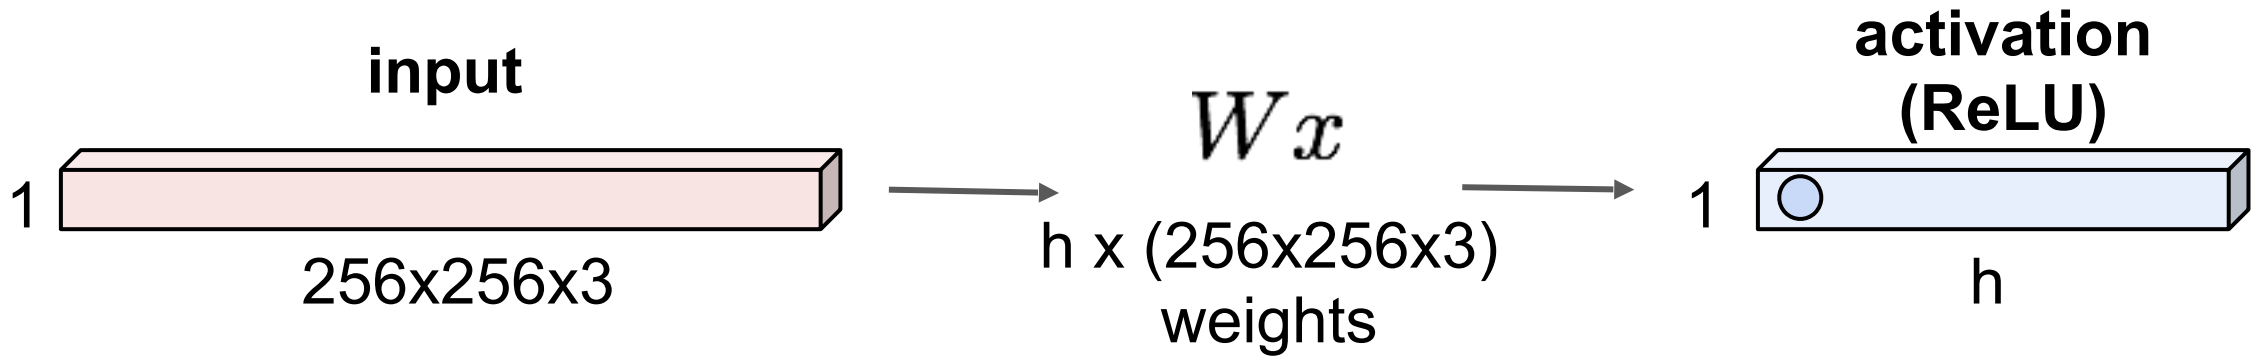 input
1
256x256x3
Wx
h x (256x256x3)
weights
activation
(ReLU)
1
h